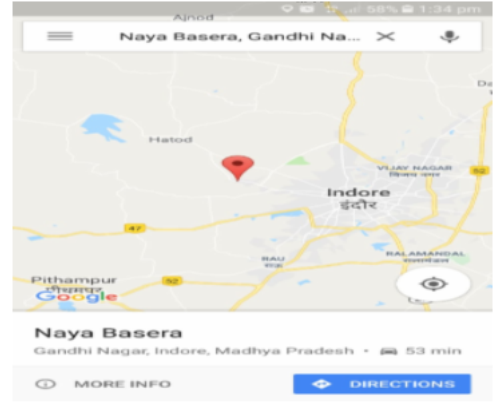 58% 1:34 pm
Ajnod
Naya Basera, Gandhi Na...
Hatod
VIJAY NAGAR
विजय नगर
52
Indore
इंदौर
47
RAU
राऊ
RALAMANDAL
रालामंडल
Pithampur
52
Google
Naya Basera
Gandhi Nagar, Indore, Madhya Pradesh • 53 min
MORE INFO
DIRECTIONS